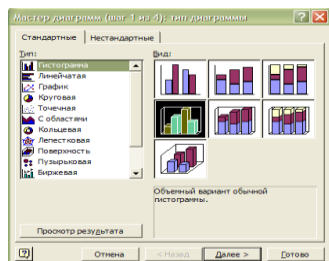 Мастер диаграмм (шаг 1 из 4): тип диаграммы
Стандартные
Нестандартные
Тип:
Вид:
Гистограмма
Линейчатая
График
Круговая
Точечная
С областями
Кольцевая
Лепестковая
Поверхность
Пузырьковая
Биржевая
Объемный вариант обычной
гистограммы.
Просмотр результата
Отмена
< Назад
Далее >
Готово